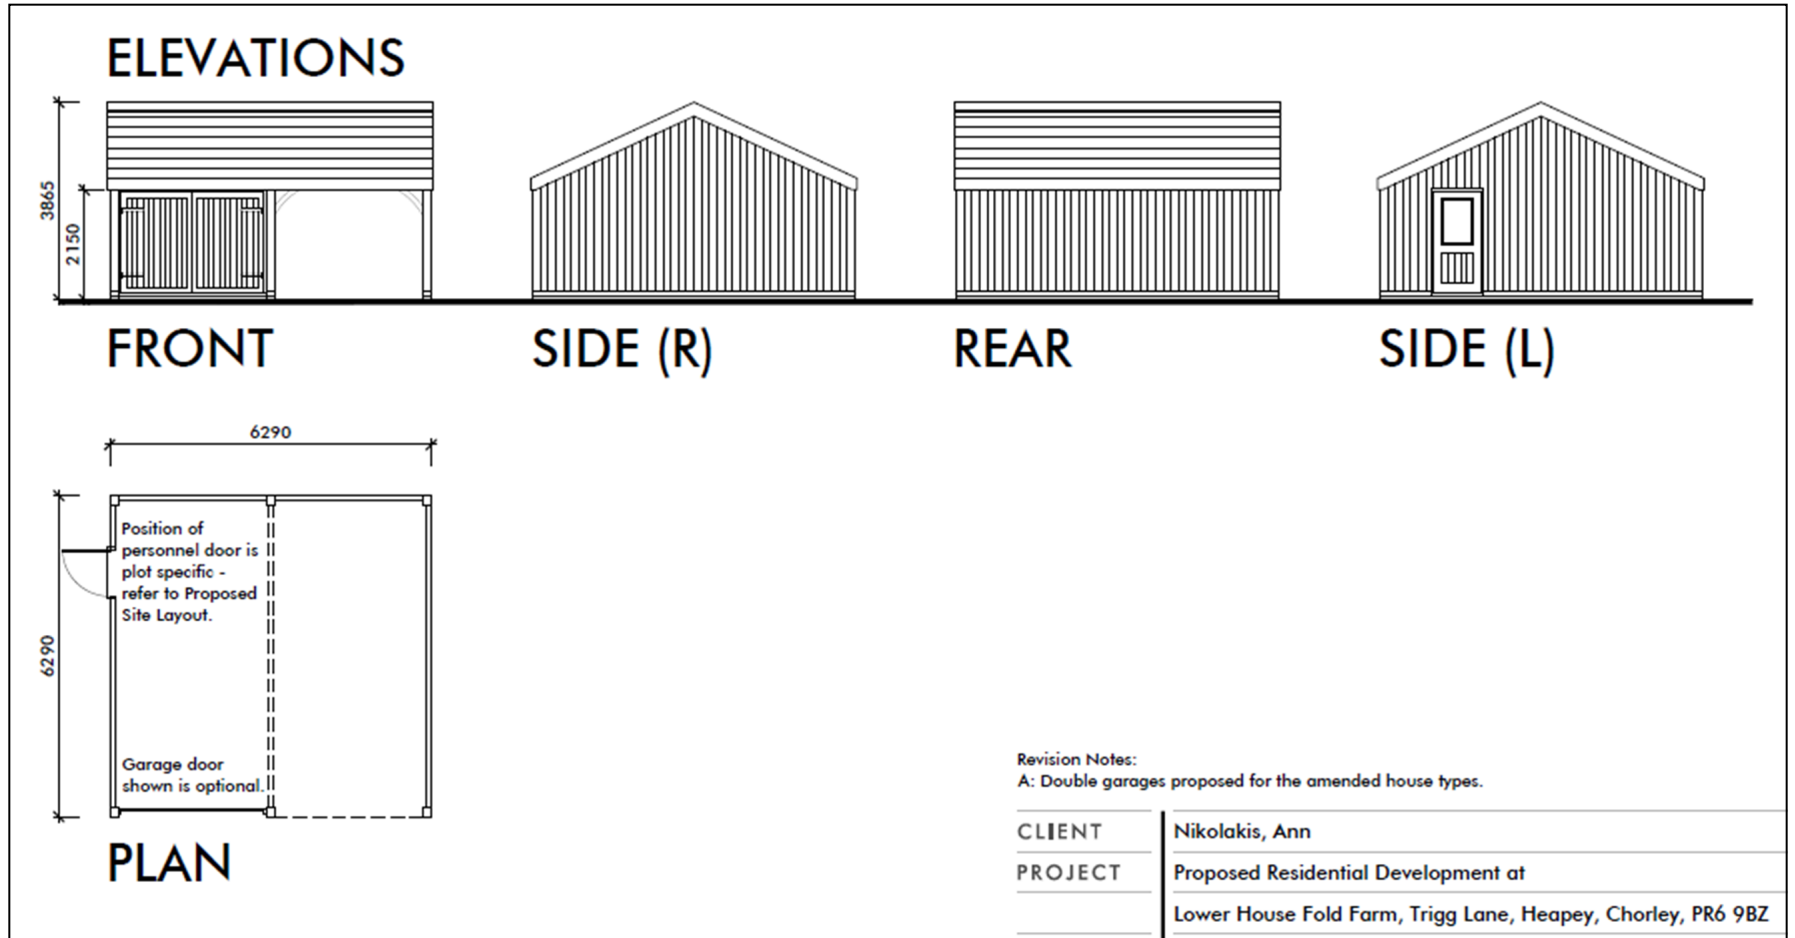 ELEVATIONS
3865
2150
FRONT
SIDE (R)
REAR
SIDE (L)
6290
6290
Position of
personnel door is
plot specific -
refer to Proposed
Site Layout.
Garage door
shown is optional.
PLAN
Revision Notes:
A: Double garages proposed for the amended house types.
CLIENT Nikolakis, Ann
PROJECT Proposed Residential Development at
Lower House Fold Farm, Trigg Lane, Heapey, Chorley, PR6 9BZ